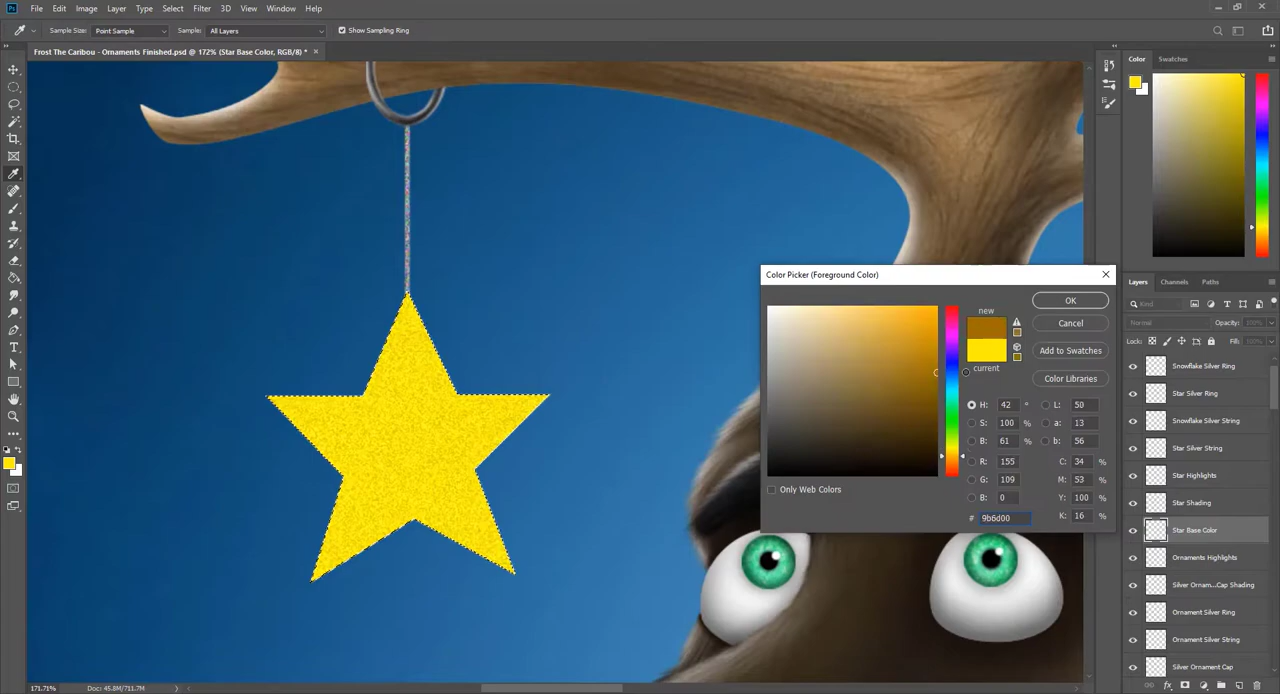 Ps File Edit Image Layer Type Select Filter 3D View Window Help
Sample Size: Point Sample Sample: All Layers Show Sampling Ring
Frost The Caribou - Ornaments Finished.psd @ 172% (Star Base Color, RGB/8) * ×
Color Swatches
Color Picker (Foreground Color)
new
current
OK
Cancel
Add to Swatches
Color Libraries
H: 42 ° L: 50
S: 100 % a: 13
B: 61 % b: 56
R: 155 C: 34 %
G: 109 M: 53 %
B: 0 Y: 100 %
# 9b6d00 K: 16 %
Only Web Colors
Layers Channels Paths
Kind
Normal Opacity: 100%
Lock: Fill: 100%
Snowflake Silver Ring
Star Silver Ring
Snowflake Silver String
Star Silver String
Star Highlights
Star Shading
Star Base Color
Ornaments Highlights
Silver Ornam...Cap Shading
Ornament Silver Ring
Ornament Silver String
Silver Ornament Cap
171.71% Doc: 45.8M/711.7M